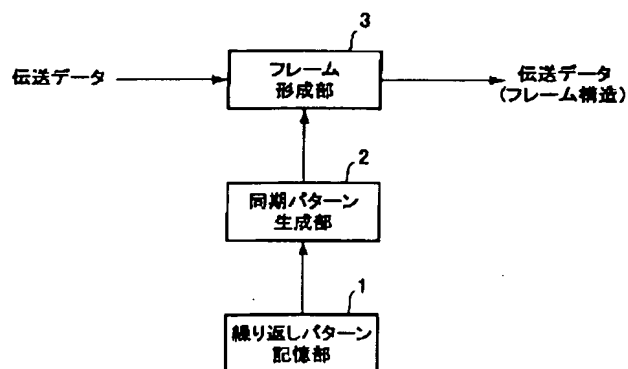 3
伝送データ
フレーム
形成部
伝送データ
(フレーム構造)
2
同期パターン
生成部
1
繰り返しパターン
記憶部